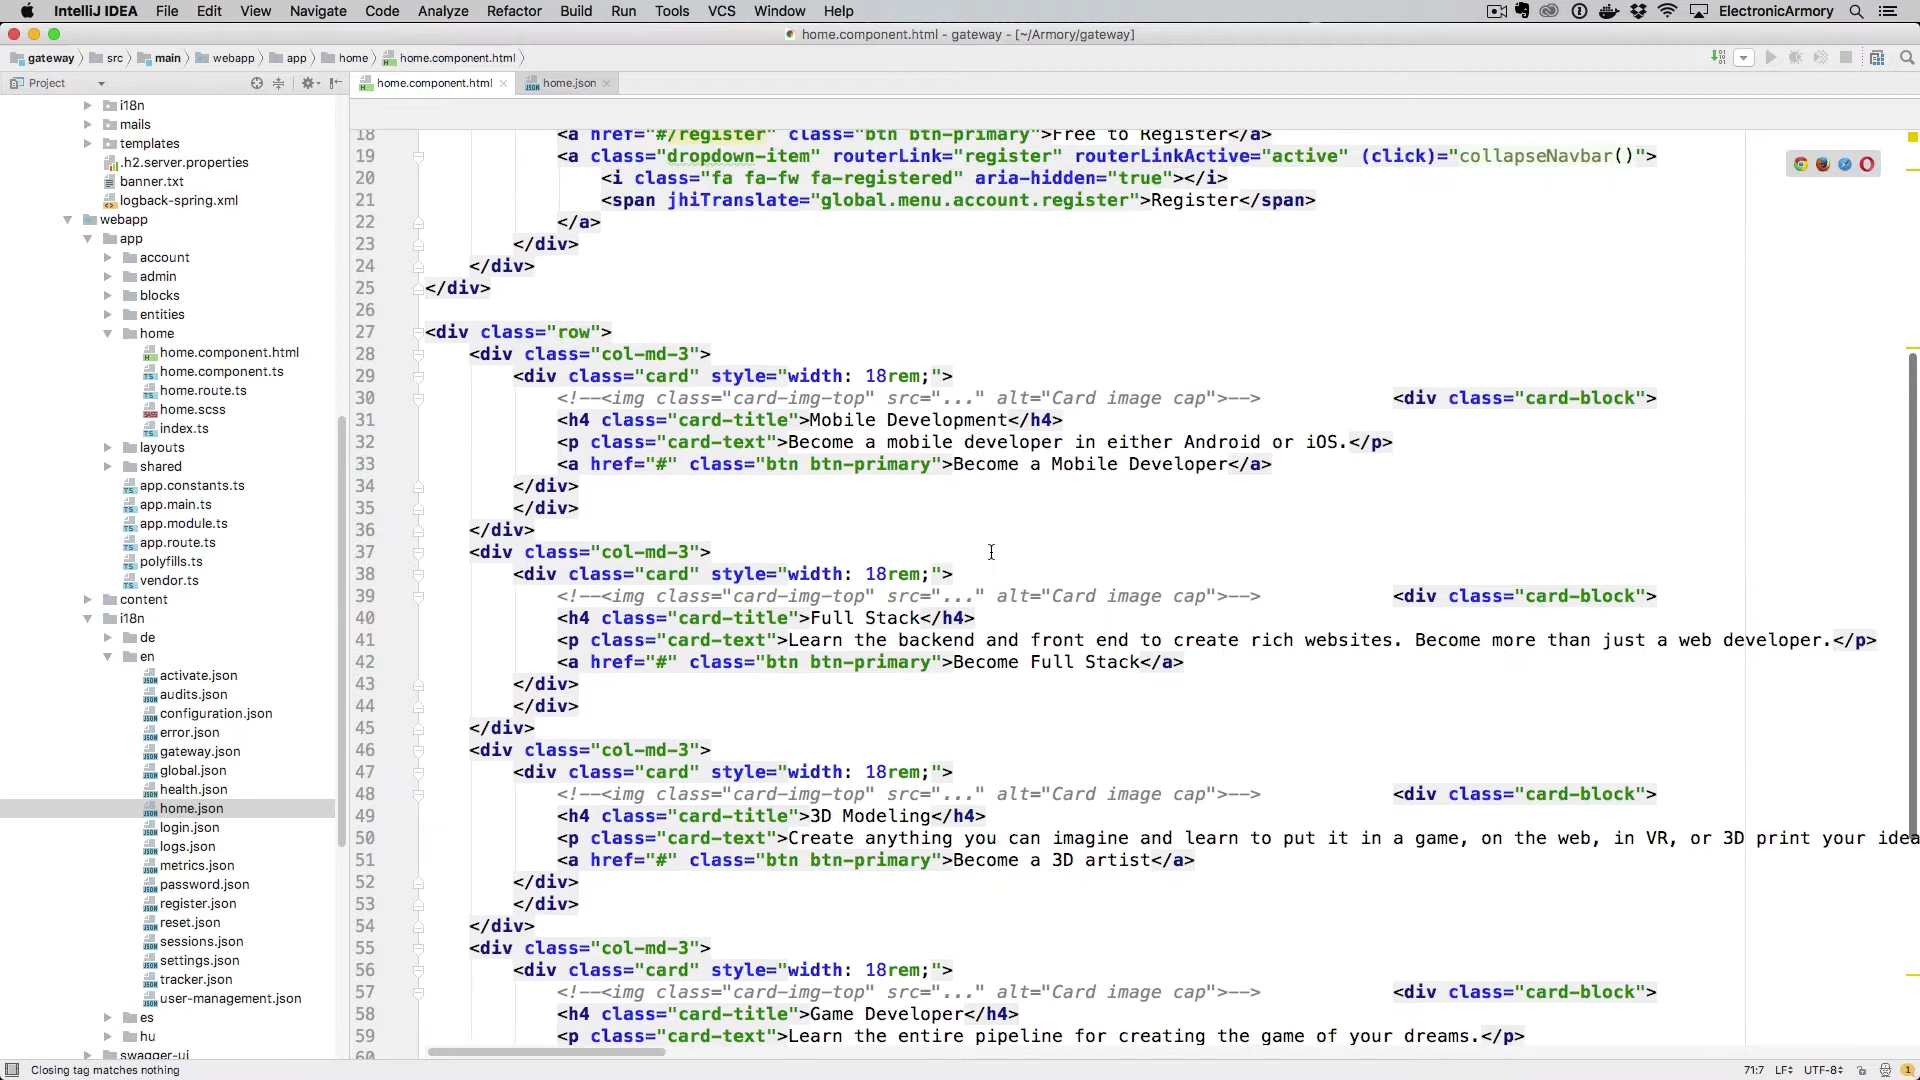 IntelliJ IDEA File Edit View Navigate Code Analyze Refactor Build Run Tools VCS Window Help ElectronicArmory
home.component.html - gateway - [~/Armory/gateway]
gateway src main webapp app home home.component.html
Project
home.component.html home.json
i18n
mails
templates
.h2.server.properties
banner.txt
logback-spring.xml
webapp
app
account
admin
blocks
entities
home
home.component.html
home.component.ts
home.route.ts
home.scss
index.ts
layouts
shared
app.constants.ts
app.main.ts
app.module.ts
app.route.ts
polyfills.ts
vendor.ts
content
i18n
de
en
activate.json
audits.json
configuration.json
error.json
gateway.json
global.json
health.json
home.json
login.json
logs.json
metrics.json
password.json
register.json
reset.json
sessions.json
settings.json
tracker.json
user-management.json
es
hu
swagger-ui
18 <a href="#/register" class="btn btn-primary">Free to Register</a>
19 <a class="dropdown-item" routerLink="register" routerLinkActive="active" (click)="collapseNavbar()">
20 <i class="fa fa-fw fa-registered" aria-hidden="true"></i>
21 <span jhiTranslate="global.menu.account.register">Register</span>
22 </a>
23 </div>
24 </div>
25 </div>
26
27 <div class="row">
28 <div class="col-md-3">
29 <div class="card" style="width: 18rem;">
30 <!--<img class="card-img-top" src="..." alt="Card image cap">--> <div class="card-block">
31 <h4 class="card-title">Mobile Development</h4>
32 <p class="card-text">Become a mobile developer in either Android or iOS.</p>
33 <a href="#" class="btn btn-primary">Become a Mobile Developer</a>
34 </div>
35 </div>
36 </div>
37 <div class="col-md-3">
38 <div class="card" style="width: 18rem;">
39 <!--<img class="card-img-top" src="..." alt="Card image cap">--> <div class="card-block">
40 <h4 class="card-title">Full Stack</h4>
41 <p class="card-text">Learn the backend and front end to create rich websites. Become more than just a web developer.</p>
42 <a href="#" class="btn btn-primary">Become Full Stack</a>
43 </div>
44 </div>
45 </div>
46 <div class="col-md-3">
47 <div class="card" style="width: 18rem;">
48 <!--<img class="card-img-top" src="..." alt="Card image cap">--> <div class="card-block">
49 <h4 class="card-title">3D Modeling</h4>
50 <p class="card-text">Create anything you can imagine and learn to put it in a game, on the web, in VR, or 3D print your idea
51 <a href="#" class="btn btn-primary">Become a 3D artist</a>
52 </div>
53 </div>
54 </div>
55 <div class="col-md-3">
56 <div class="card" style="width: 18rem;">
57 <!--<img class="card-img-top" src="..." alt="Card image cap">--> <div class="card-block">
58 <h4 class="card-title">Game Developer</h4>
59 <p class="card-text">Learn the entire pipeline for creating the game of your dreams.</p>
60
Closing tag matches nothing 71:7 LF UTF-8 1